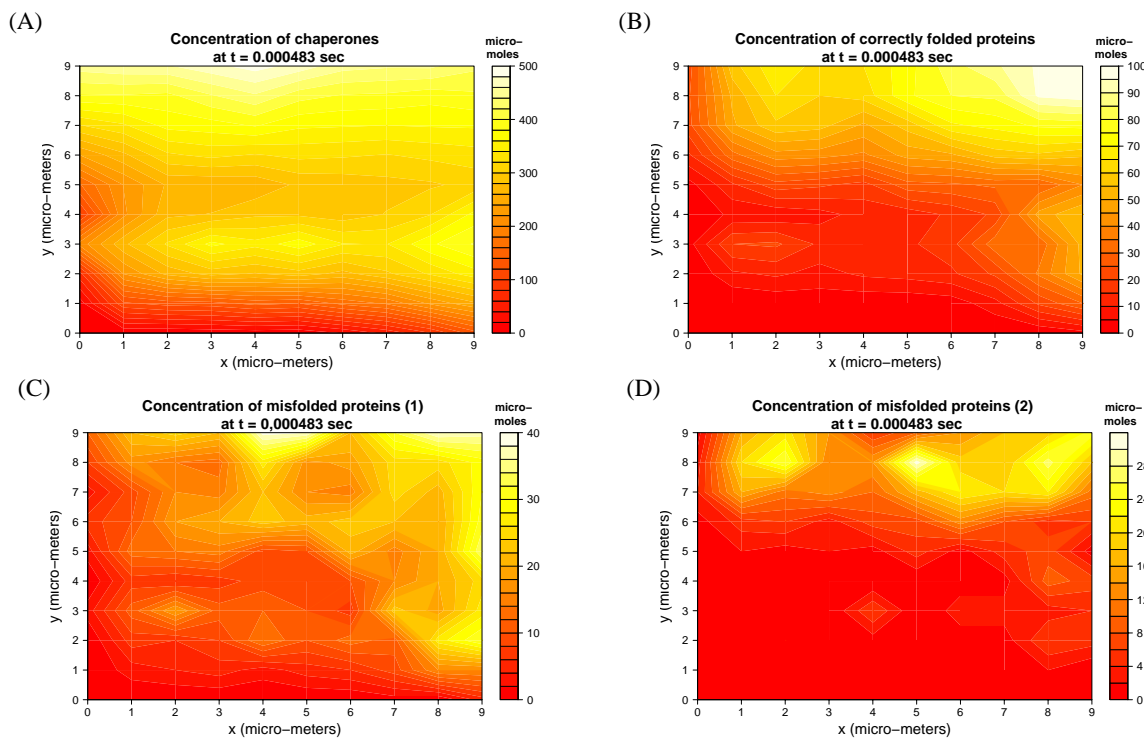 (A)
Concentration of chaperones
at t = 0.000483 sec
micro-
moles
9
8
7
6
5
4
3
2
1
0
y (micro-meters)
0 1 2 3 4 5 6 7 8 9
x (micro-meters)
500
400
300
200
100
0
(B)
Concentration of correctly folded proteins
at t = 0.000483 sec
micro-
moles
9
8
7
6
5
4
3
2
1
0
y (micro-meters)
0 1 2 3 4 5 6 7 8 9
x (micro-meters)
100
90
80
70
60
50
40
30
20
10
0
(C)
Concentration of misfolded proteins (1)
at t = 0,000483 sec
micro-
moles
9
8
7
6
5
4
3
2
1
0
y (micro-meters)
0 1 2 3 4 5 6 7 8 9
x (micro-meters)
40
30
20
10
0
(D)
Concentration of misfolded proteins (2)
at t = 0.000483 sec
micro-
moles
9
8
7
6
5
4
3
2
1
0
y (micro-meters)
0 1 2 3 4 5 6 7 8 9
x (micro-meters)
28
24
20
16
12
8
4
0